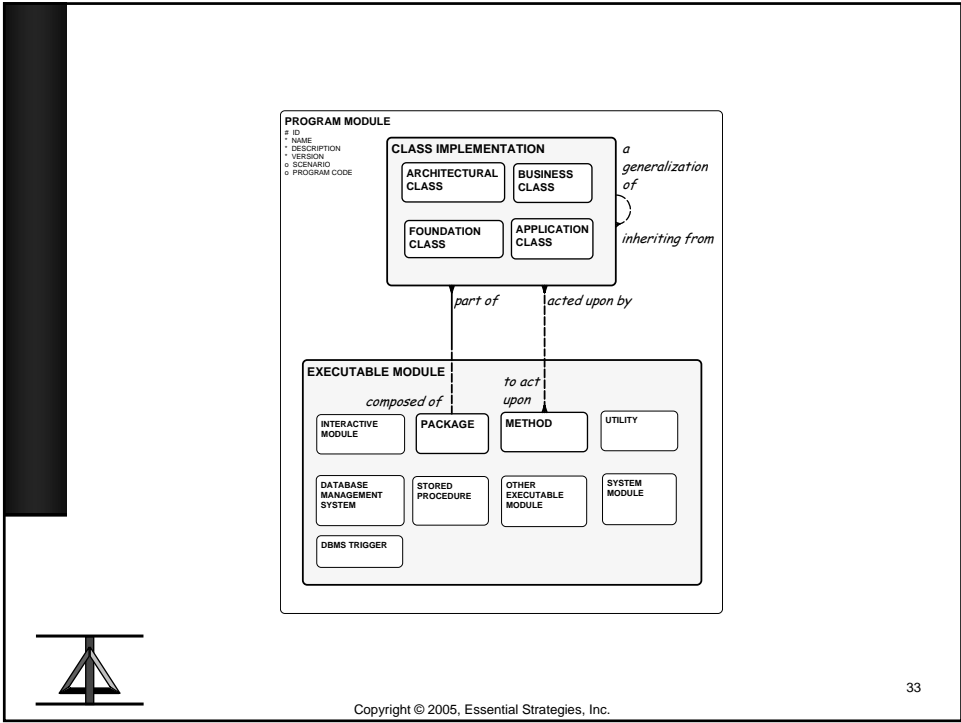 PROGRAM MODULE
# ID
* NAME
* DESCRIPTION
* VERSION
o SCENARIO
o PROGRAM CODE
CLASS IMPLEMENTATION
ARCHITECTURAL
CLASS
BUSINESS
CLASS
FOUNDATION
CLASS
APPLICATION
CLASS
a
generalization
of
inheriting from
part of
acted upon by
EXECUTABLE MODULE
composed of
to act
upon
INTERACTIVE
MODULE
PACKAGE
METHOD
UTILITY
DATABASE
MANAGEMENT
SYSTEM
STORED
PROCEDURE
OTHER
EXECUTABLE
MODULE
SYSTEM
MODULE
DBMS TRIGGER
33
Copyright © 2005, Essential Strategies, Inc.